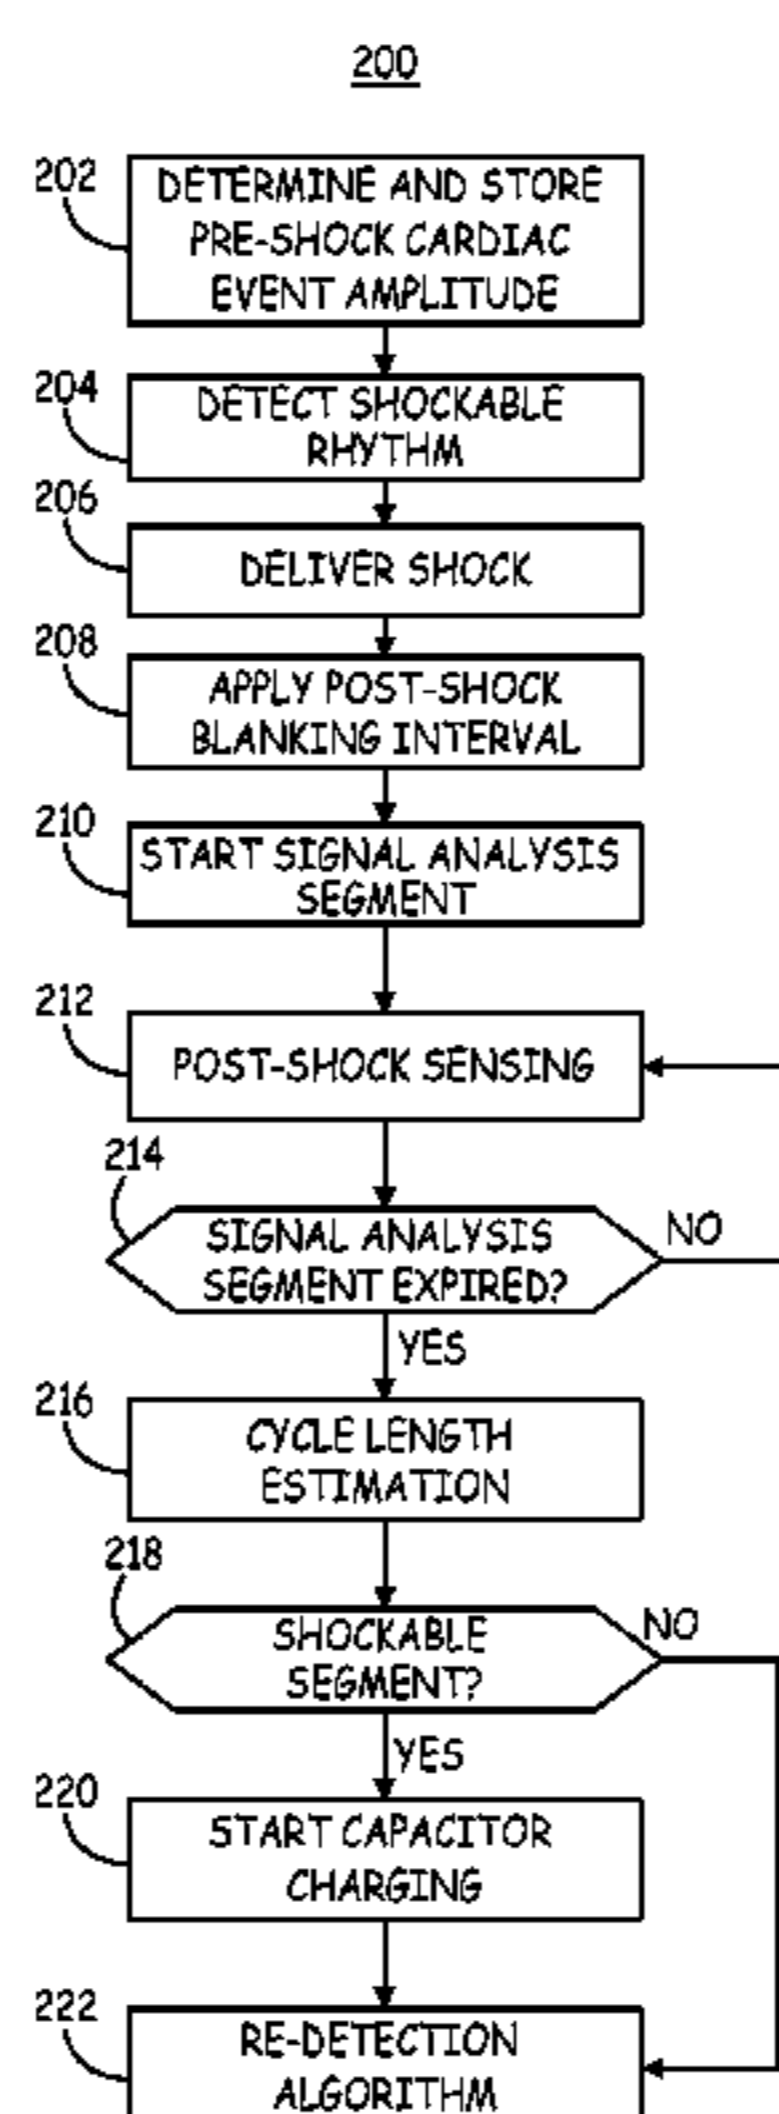 200
202
DETERMINE AND STORE
PRE-SHOCK CARDIAC
EVENT AMPLITUDE
204
DETECT SHOCKABLE
RHYTHM
206
DELIVER SHOCK
208
APPLY POST-SHOCK
BLANKING INTERVAL
210
START SIGNAL ANALYSIS
SEGMENT
212
POST-SHOCK SENSING
214
SIGNAL ANALYSIS
SEGMENT EXPIRED?
NO
YES
216
CYCLE LENGTH
ESTIMATION
218
SHOCKABLE
SEGMENT?
NO
YES
220
START CAPACITOR
CHARGING
222
RE-DETECTION
ALGORITHM